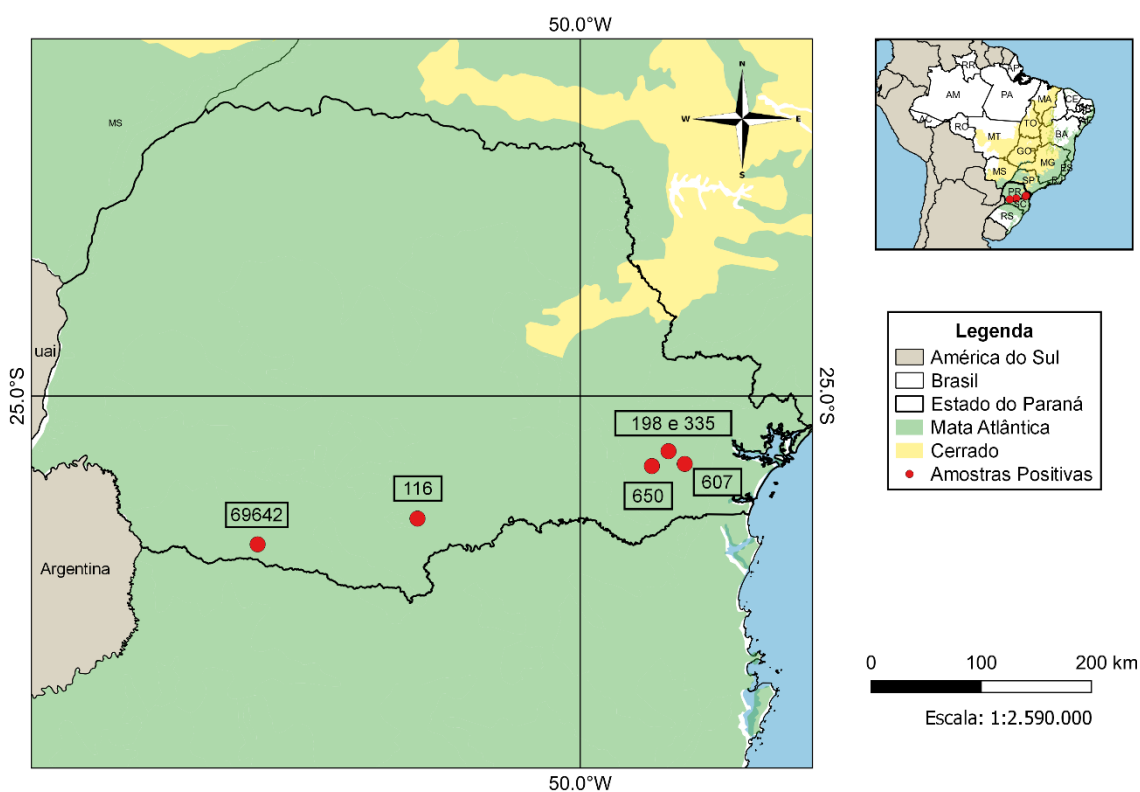 50.0°W
N
W
E
S
MS
uai
25.0°S
25.0°S
198 e 335
650
607
116
69642
Argentina
50.0°W
RR
AP
AM
PA
MA
CE
AC
RO
TO
MT
BA
GO
MG
MS
ES
SP
RJ
PR
SC
RS
Legenda
América do Sul
Brasil
Estado do Paraná
Mata Atlântica
Cerrado
Amostras Positivas
0
100
200 km
Escala: 1:2.590.000